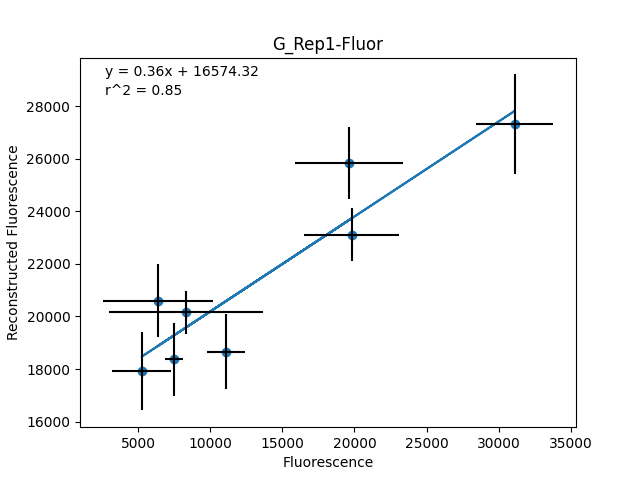 G_Rep1-Fluor
y = 0.36x + 16574.32
r^2 = 0.85
28000
26000
24000
22000
20000
18000
16000
Reconstructed Fluorescence
5000 10000 15000 20000 25000 30000 35000
Fluorescence